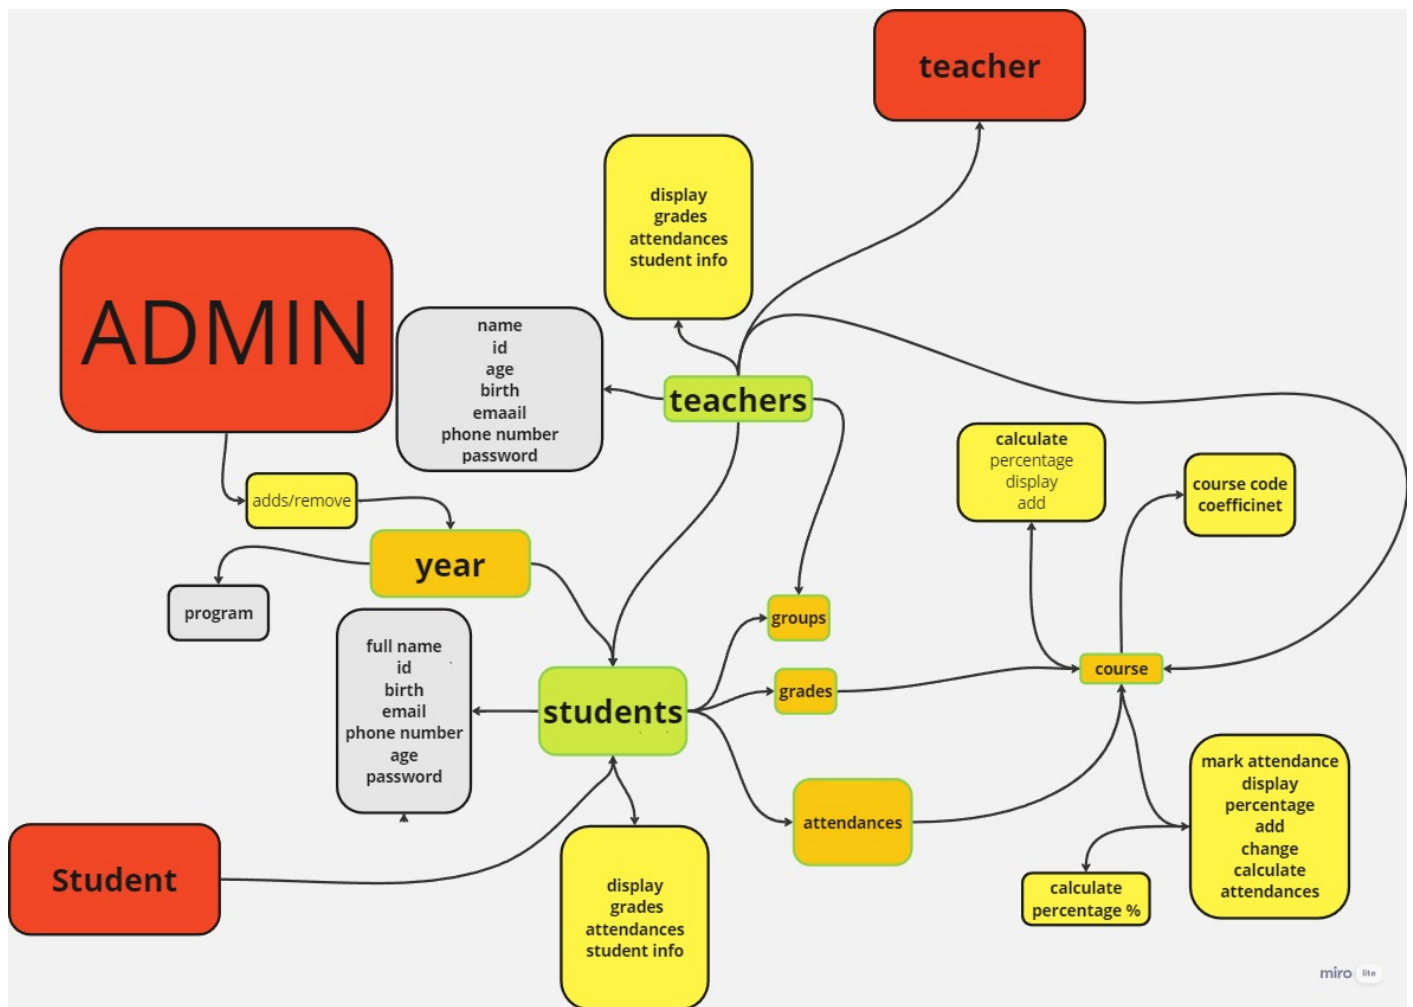 teacher
display
grades
attendances
student info
ADMIN
name
id
age
birth
emaail
phone number
password
teachers
calculate
percentage
display
add
course code
coefficinet
adds/remove
year
program
groups
full name
id
birth
email
phone number
age
password
students
grades
course
attendances
mark attendance
display
percentage
add
change
calculate
attendances
Student
display
grades
attendances
student info
calculate
percentage %
miro lite